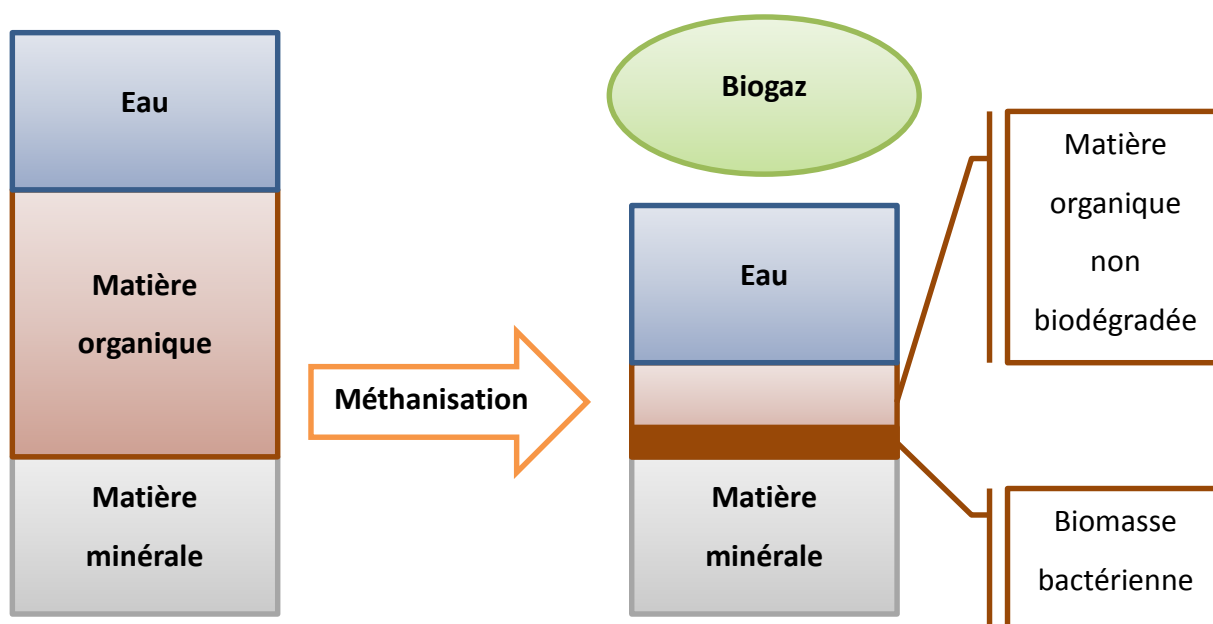 Eau
Matière
organique
Matière
minérale
Méthanisation
Biogaz
Eau
Matière
minérale
Matière
organique
non
biodégradée
Biomasse
bactérienne